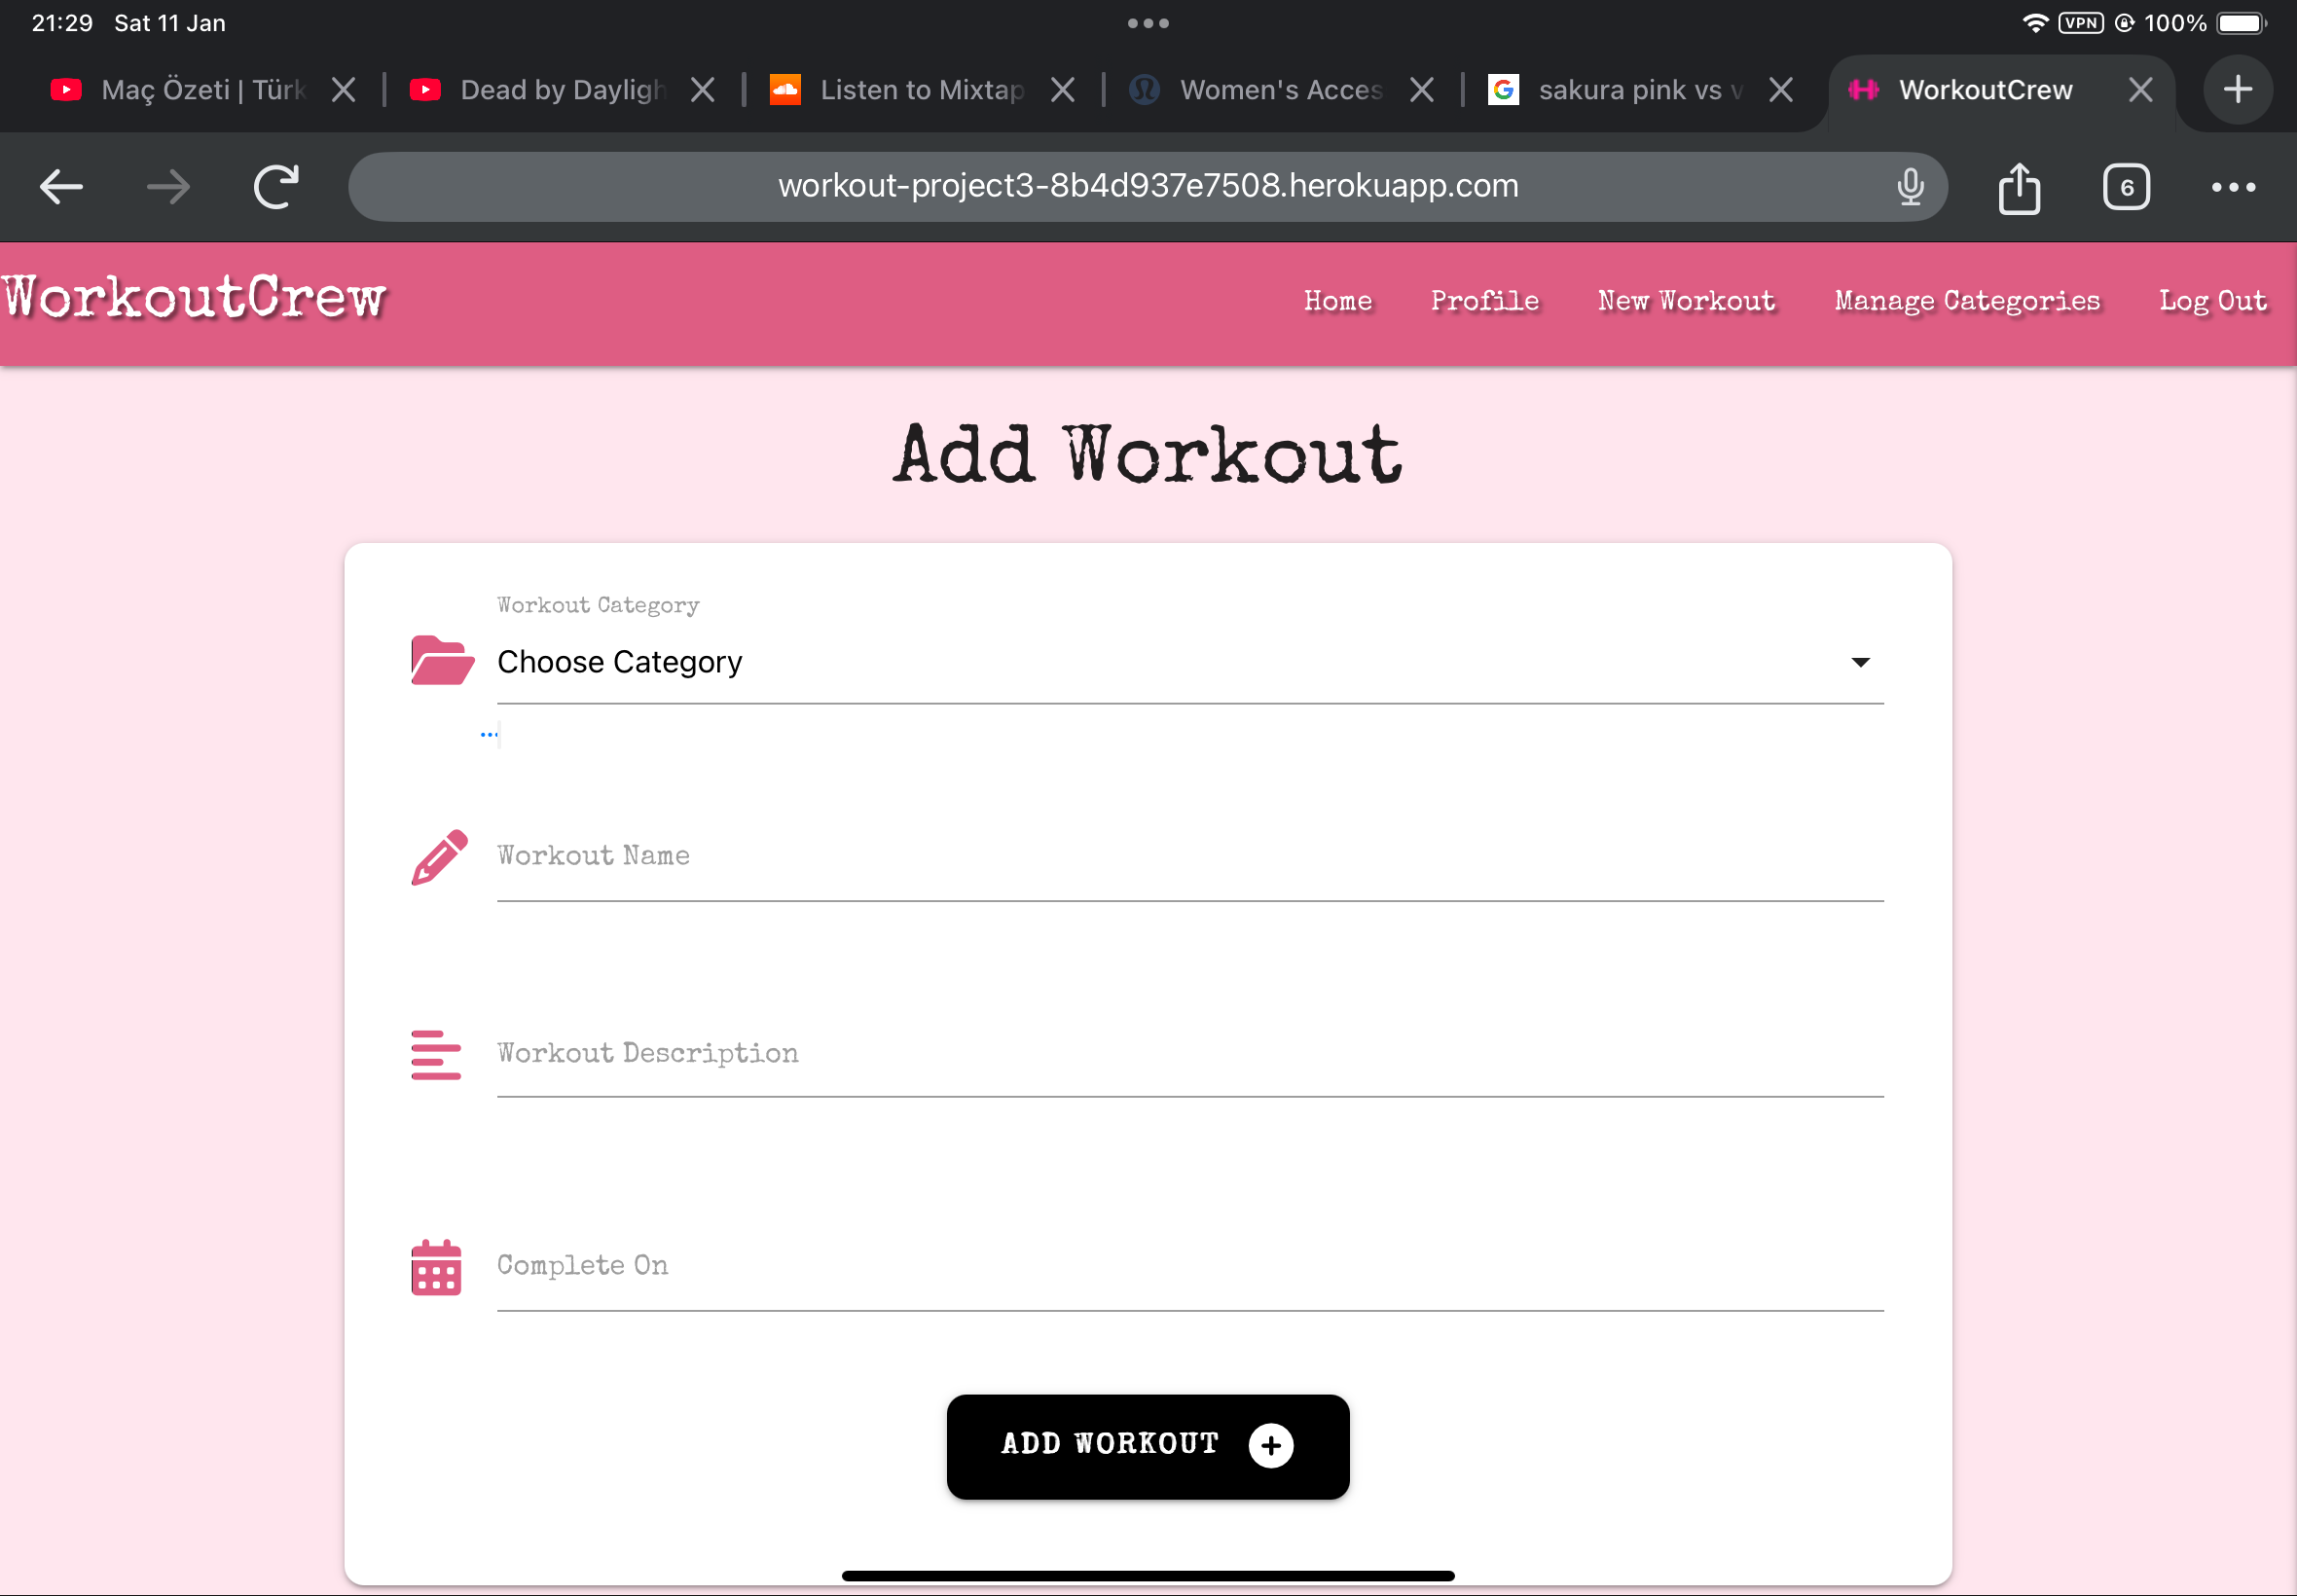 21:29 Sat 11 Jan
VPN 100%
Maç Özeti | Türk
Dead by Dayligh
Listen to Mixtap
Women's Acces
sakura pink vs v
WorkoutCrew
workout-project3-8b4d937e7508.herokuapp.com
6
WorkoutCrew
Home Profile New Workout Manage Categories Log Out
Add Workout
Workout Category
Choose Category
Workout Name
Workout Description
Complete On
ADD WORKOUT